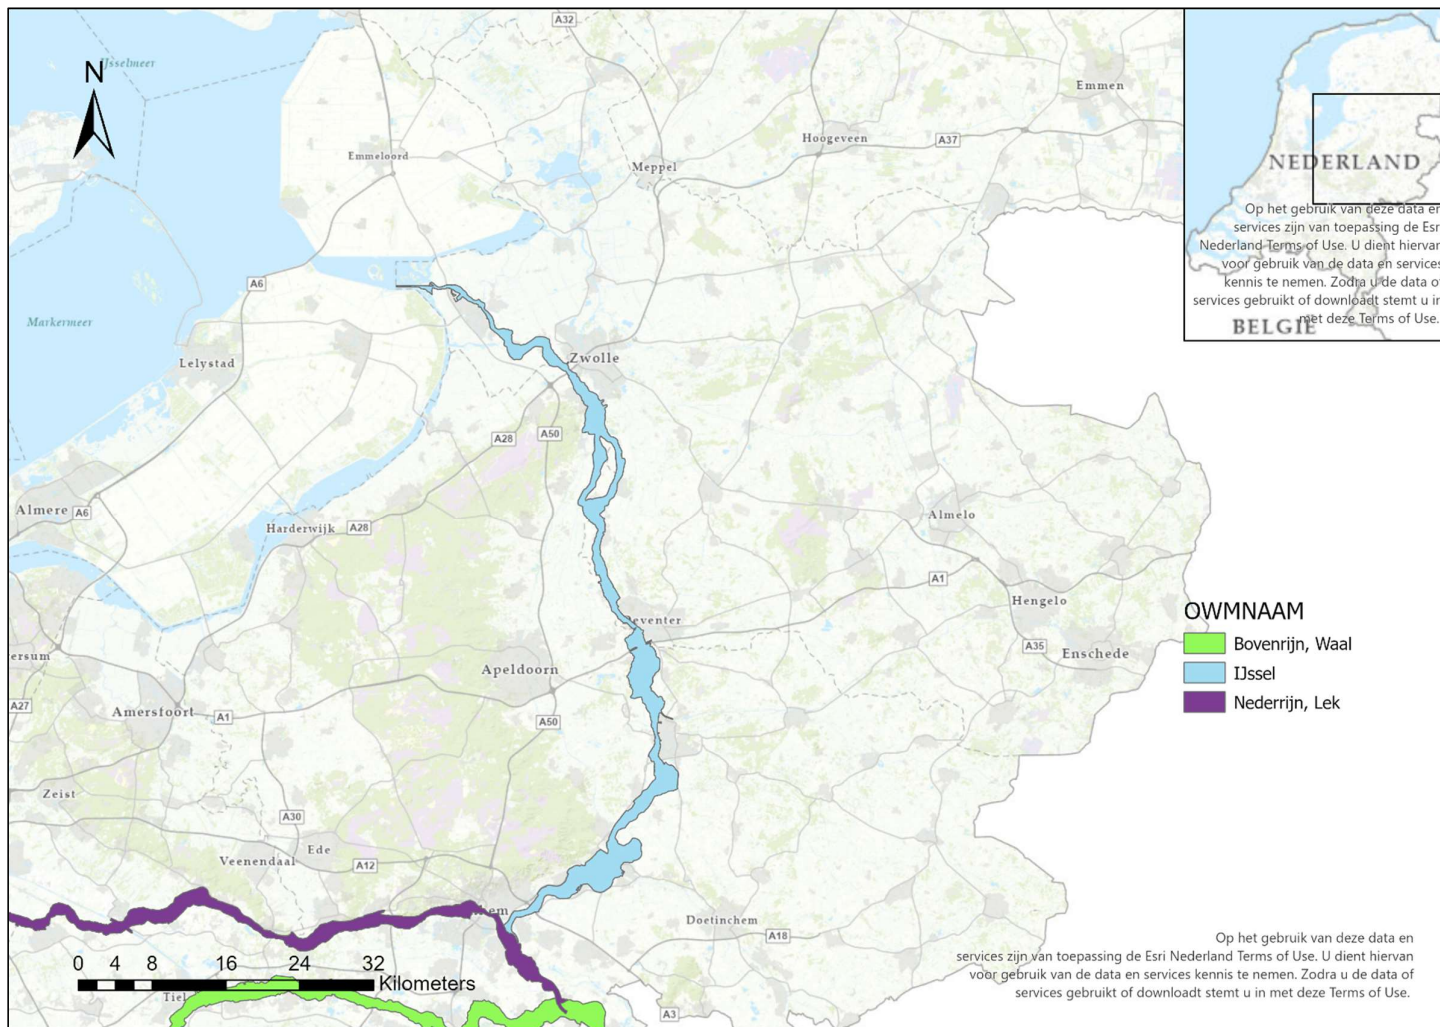 A32
IJsselmeer
N
Emmen
Hoogeveen
A37
Emmeloord
Meppel
NEDERLAND
Op het gebruik van deze data en
services zijn van toepassing de Esri
Nederland Terms of Use. U dient hiervan
voor gebruik van de data en services
kennis te nemen. Zodra u de data of
services gebruikt of downloadt stemt u in
met deze Terms of Use.
BELGIË
A6
Markermeer
Lelystad
Zwolle
A28
A50
Almere
A6
Harderwijk
A28
Almelo
A1
Hengelo
Deventer
A35
Enschede
OWMNAAM
Bovenrijn, Waal
IJssel
Nederrijn, Lek
ersum
Apeldoorn
A27
Amersfoort
A1
A50
Zeist
A30
Ede
Veenendaal
A12
hem
Doetinchem
A18
0 4 8 16 24 32
Kilometers
Tiel
A3
Op het gebruik van deze data en
services zijn van toepassing de Esri Nederland Terms of Use. U dient hiervan
voor gebruik van de data en services kennis te nemen. Zodra u de data of
services gebruikt of downloadt stemt u in met deze Terms of Use.